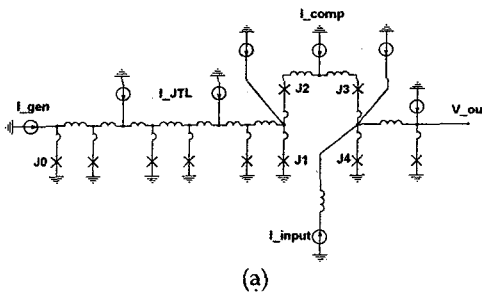 I_comp
J2 J3
I_JTL
I_gen
V_ou
J0 J1 J4
I_input
(a)